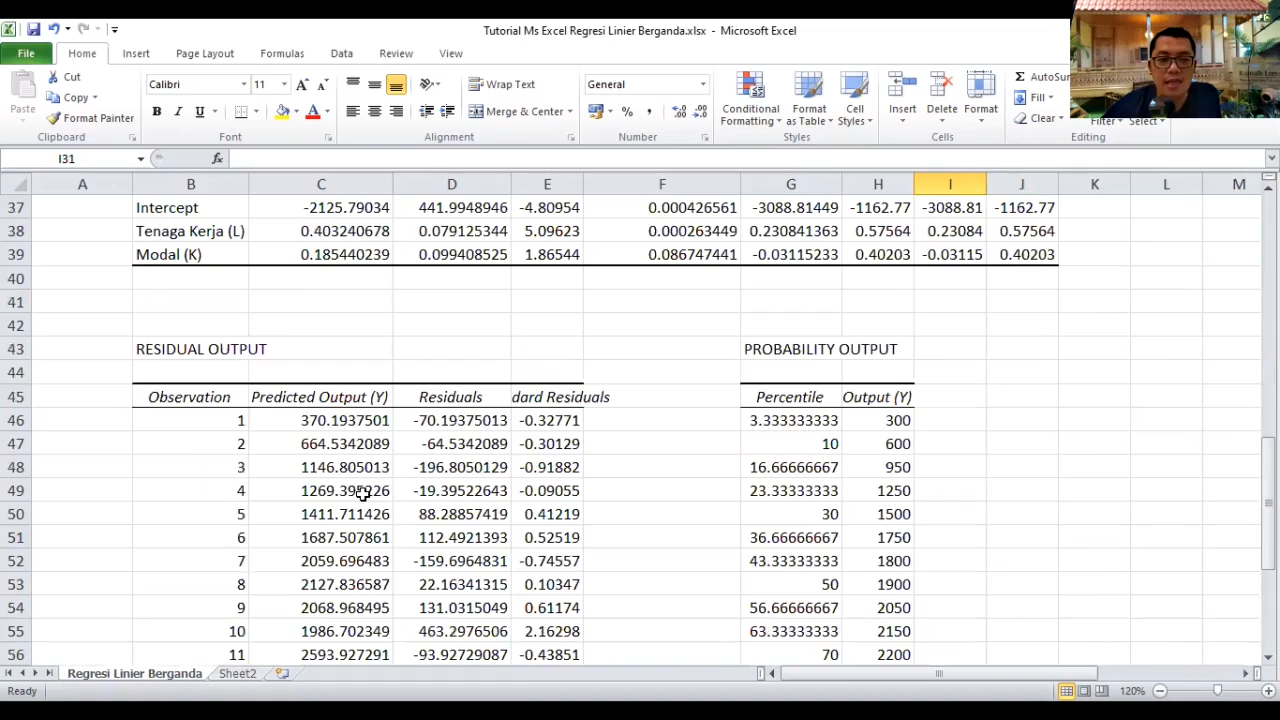 Tutorial Ms Excel Regresi Linier Berganda.xlsx - Microsoft Excel
File Home Insert Page Layout Formulas Data Review View
Paste Cut Calibri 11 Wrap Text General Conditional Formatting Format as Table Cell Styles Insert Delete Format AutoSu
Copy Fill
Format Painter Merge & Center Clear Filter Select
Clipboard Font Alignment Number Styles Cells Editing
I31 fx
A B C D E F G H I J K L M
37 Intercept -2125.79034 441.9948946 -4.80954 0.000426561 -3088.81449 -1162.77 -3088.81 -1162.77
38 Tenaga Kerja (L) 0.403240678 0.079125344 5.09623 0.000263449 0.230841363 0.57564 0.23084 0.57564
39 Modal (K) 0.185440239 0.099408525 1.86544 0.086747441 -0.03115233 0.40203 -0.03115 0.40203
40
41
42
43 RESIDUAL OUTPUT PROBABILITY OUTPUT
44
45 Observation Predicted Output (Y) Residuals dard Residuals Percentile Output (Y)
46 1 370.1937501 -70.19375013 -0.32771 3.333333333 300
47 2 664.5342089 -64.5342089 -0.30129 10 600
48 3 1146.805013 -196.8050129 -0.91882 16.66666667 950
49 4 -19.39522643 -0.09055 23.33333333 1250
50 5 1411.711426 88.28857419 0.41219 30 1500
51 6 1687.507861 112.4921393 0.52519 36.66666667 1750
52 7 2059.696483 -159.6964831 -0.74557 43.33333333 1800
53 8 2127.836587 22.16341315 0.10347 50 1900
54 9 2068.968495 131.0315049 0.61174 56.66666667 2050
55 10 1986.702349 463.2976506 2.16298 63.33333333 2150
56 11 2593.927291 -93.92729087 -0.43851 70 2200
Regresi Linier Berganda Sheet2
Ready 120%